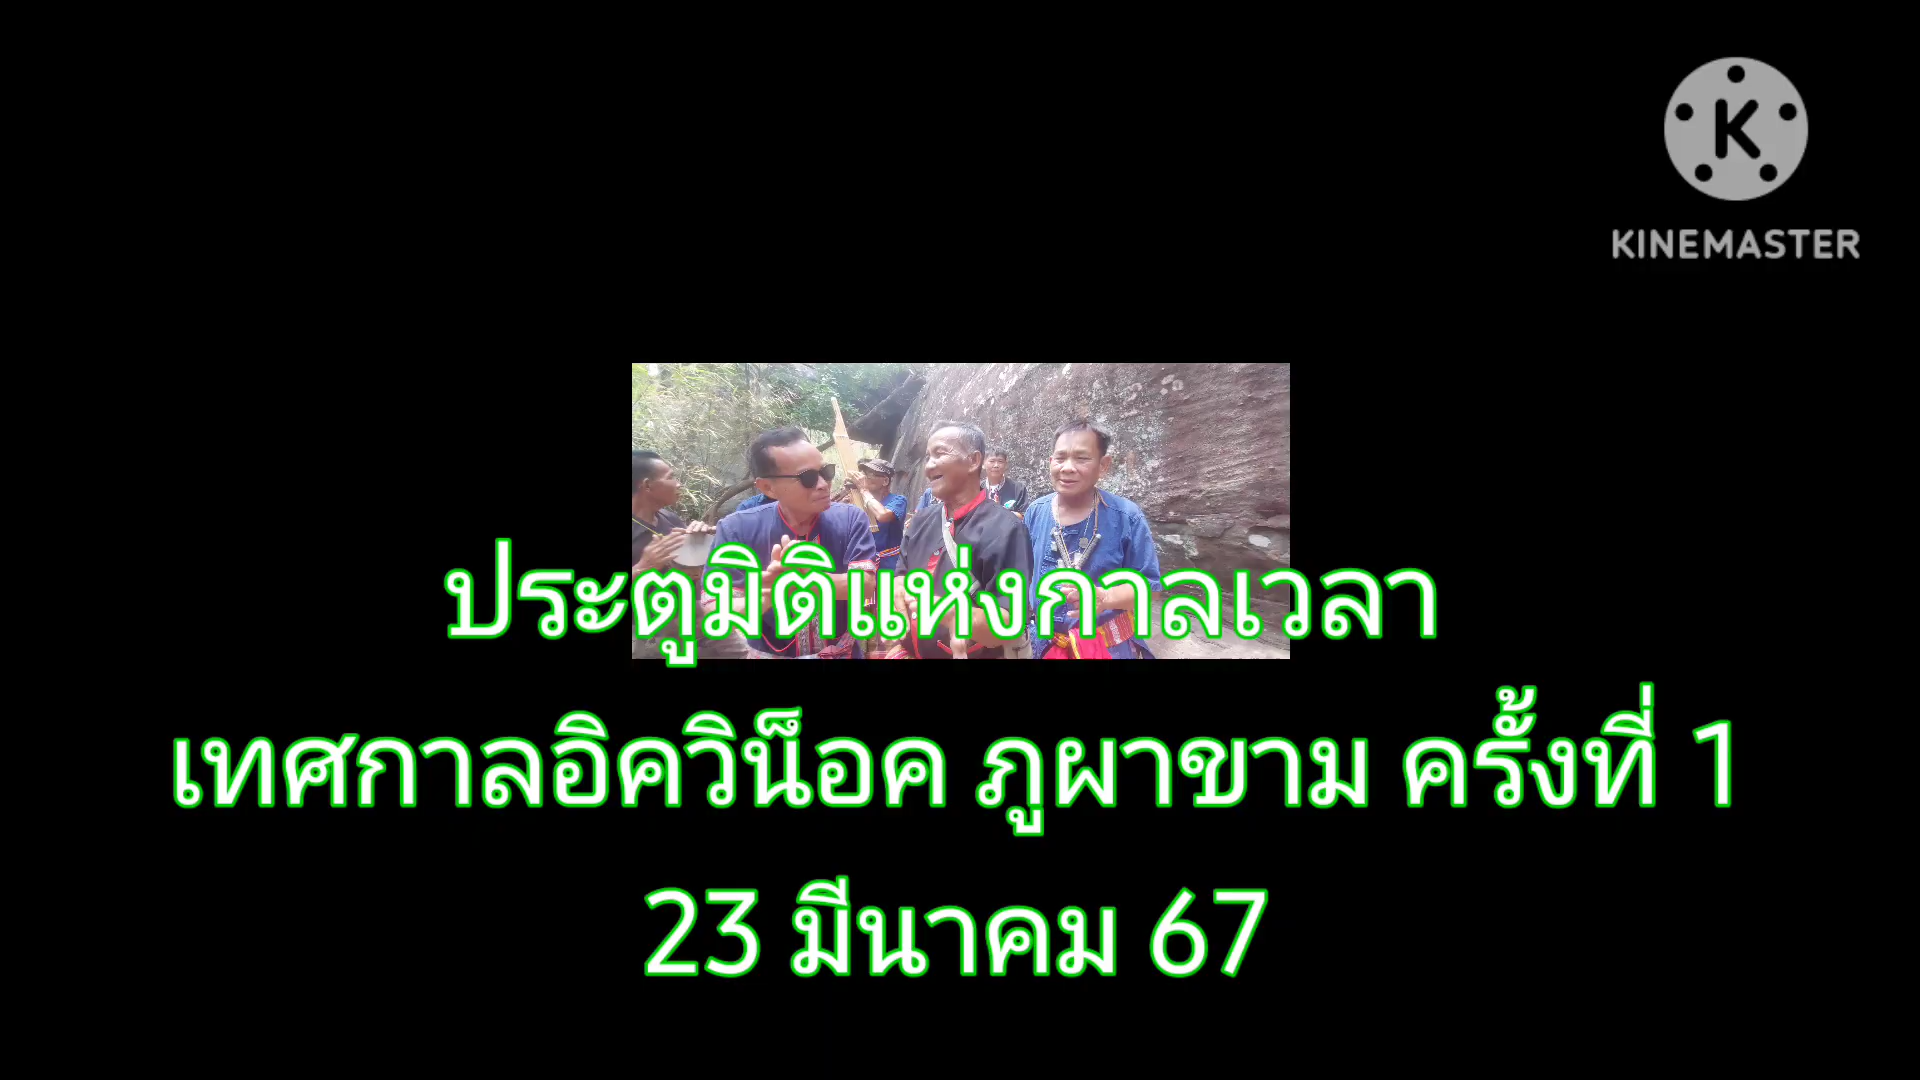 K
KINEMASTER
ประตูมิติแห่งกาลเวลา
เทศกาลอิควิน็อค ภูผาขาม ครั้งที่ 1
23 มีนาคม 67